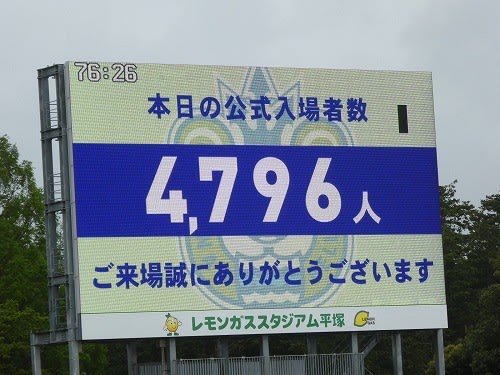 76:26
本日の公式入場者数
4,796人
ご来場誠にありがとうございます
レモンガススタジアム平塚